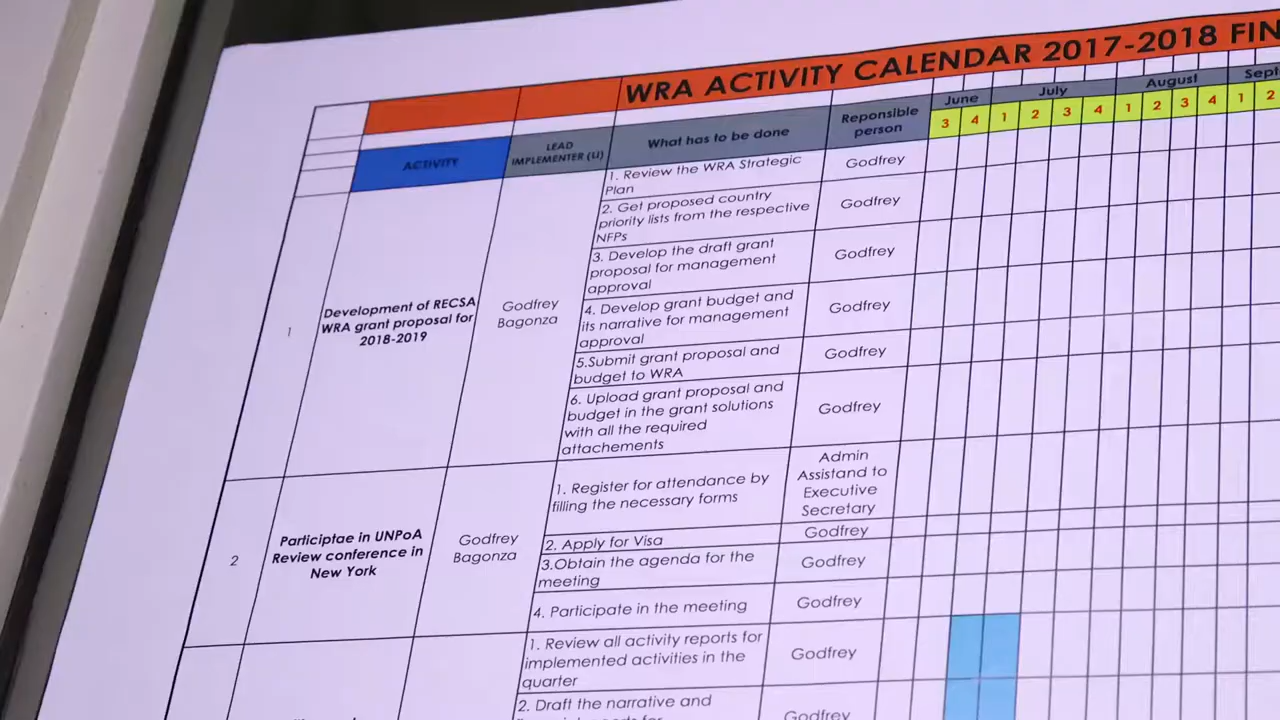 WRA ACTIVITY CALENDAR 2017-2018 FIN
June July August Sept
3 4 1 2 3 4 1 2 3 4 1 2
ACTIVITY
LEAD
IMPLEMENTER (LI)
What has to be done
Reponsible
person
1
Development of RECSA
WRA grant proposal for
2018-2019
Godfrey
Bagonza
1. Review the WRA Strategic
Plan
Godfrey
2. Get proposed country
priority lists from the respective
NFPs
Godfrey
3. Develop the draft grant
proposal for management
approval
Godfrey
4. Develop grant budget and
its narrative for management
approval
Godfrey
5.Submit grant proposal and
budget to WRA
Godfrey
6. Upload grant proposal and
budget in the grant solutions
with all the required
attachements
Godfrey
2
Participtae in UNPoA
Review conference in
New York
Godfrey
Bagonza
1. Register for attendance by
filling the necessary forms
Admin
Assistand to
Executive
Secretary
2. Apply for Visa
Godfrey
3.Obtain the agenda for the
meeting
Godfrey
4. Participate in the meeting
Godfrey
1. Review all activity reports for
implemented activities in the
quarter
Godfrey
2. Draft the narrative and
Godfrey